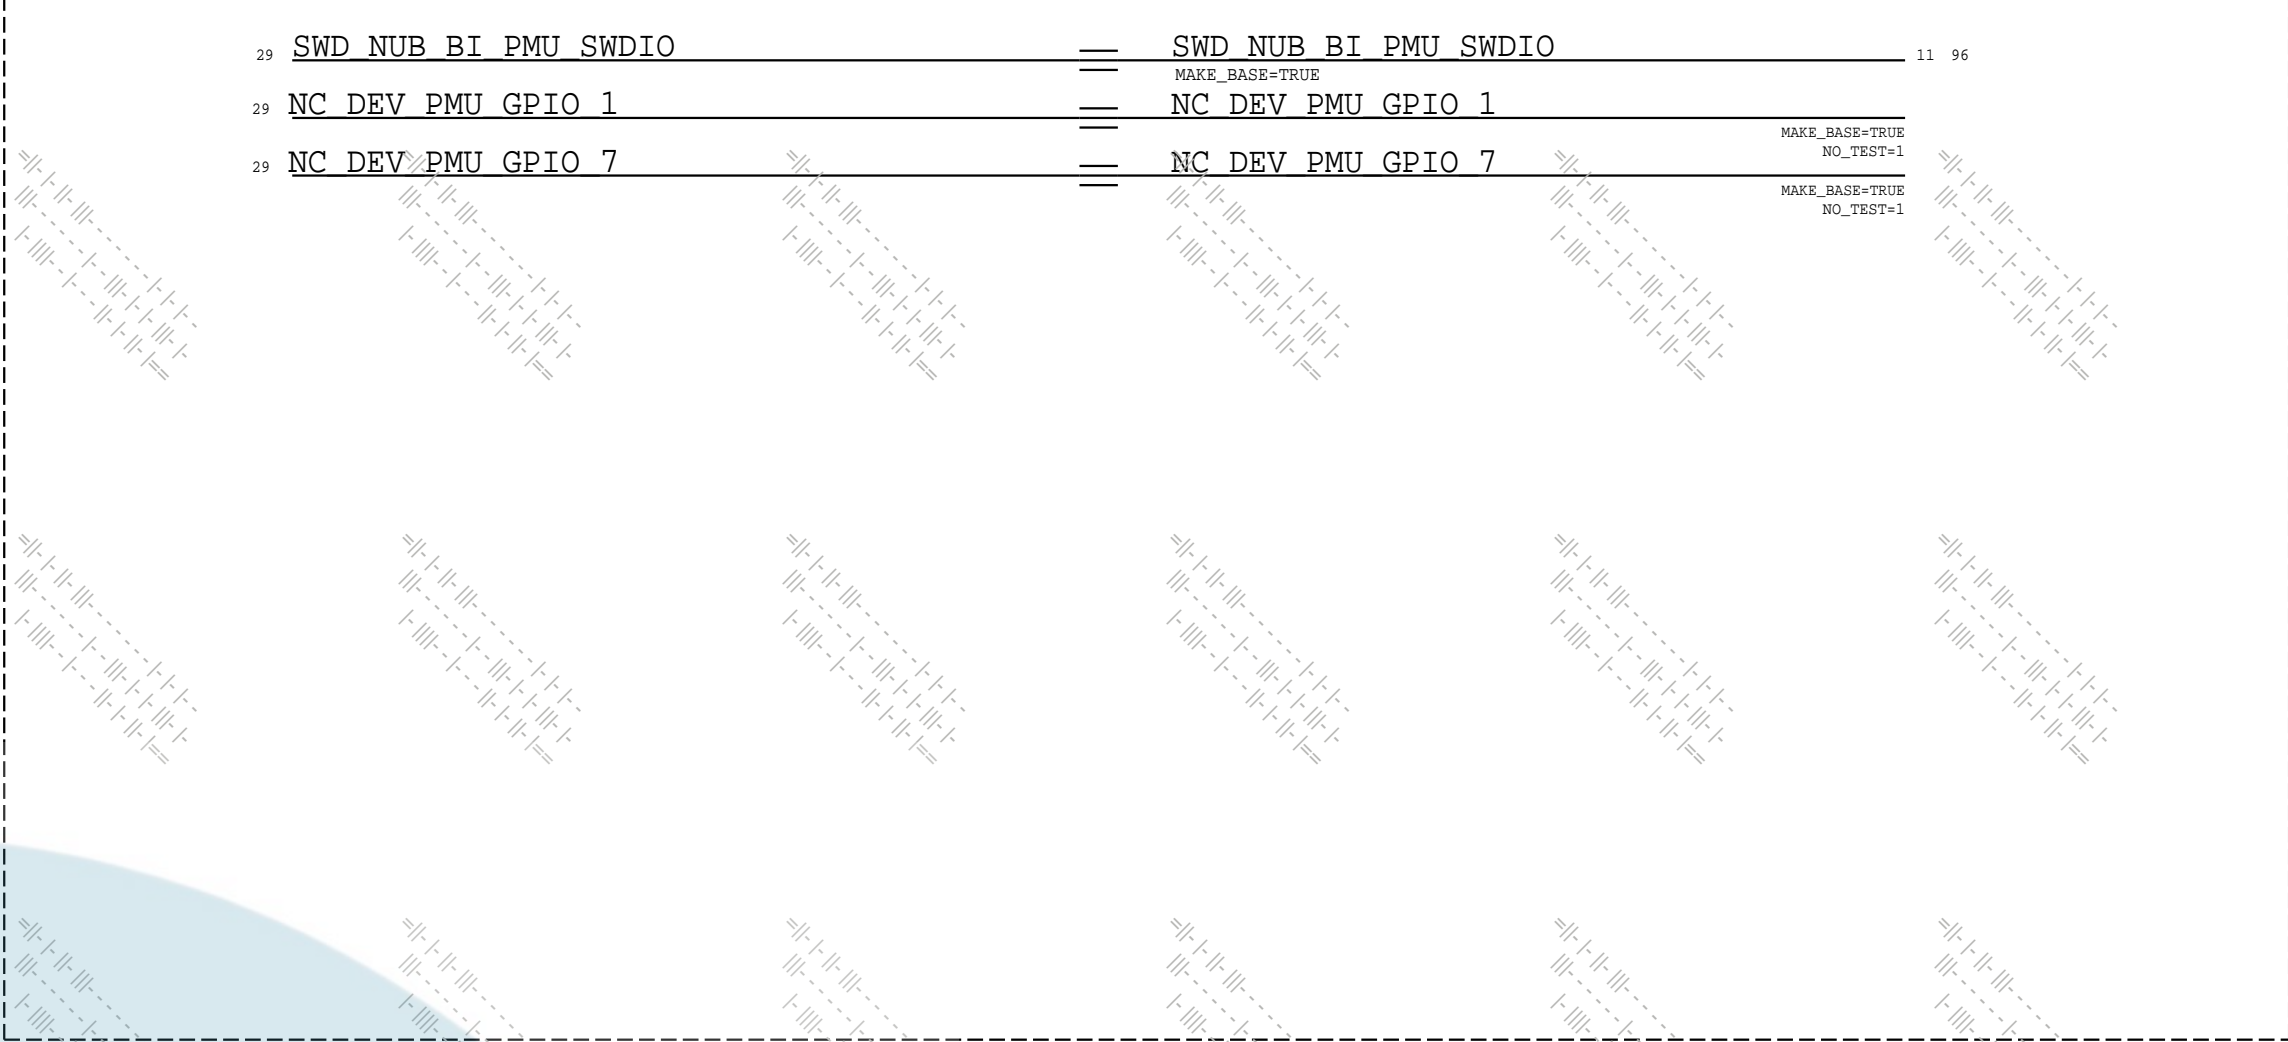 29 SWD_NUB_BI_PMU_SWDIO SWD_NUB_BI_PMU_SWDIO 11 96
MAKE_BASE=TRUE
29 NC_DEV_PMU_GPIO_1 NC_DEV_PMU_GPIO_1
MAKE_BASE=TRUE
NO_TEST=1
29 NC_DEV_PMU_GPIO_7 NC_DEV_PMU_GPIO_7
MAKE_BASE=TRUE
NO_TEST=1